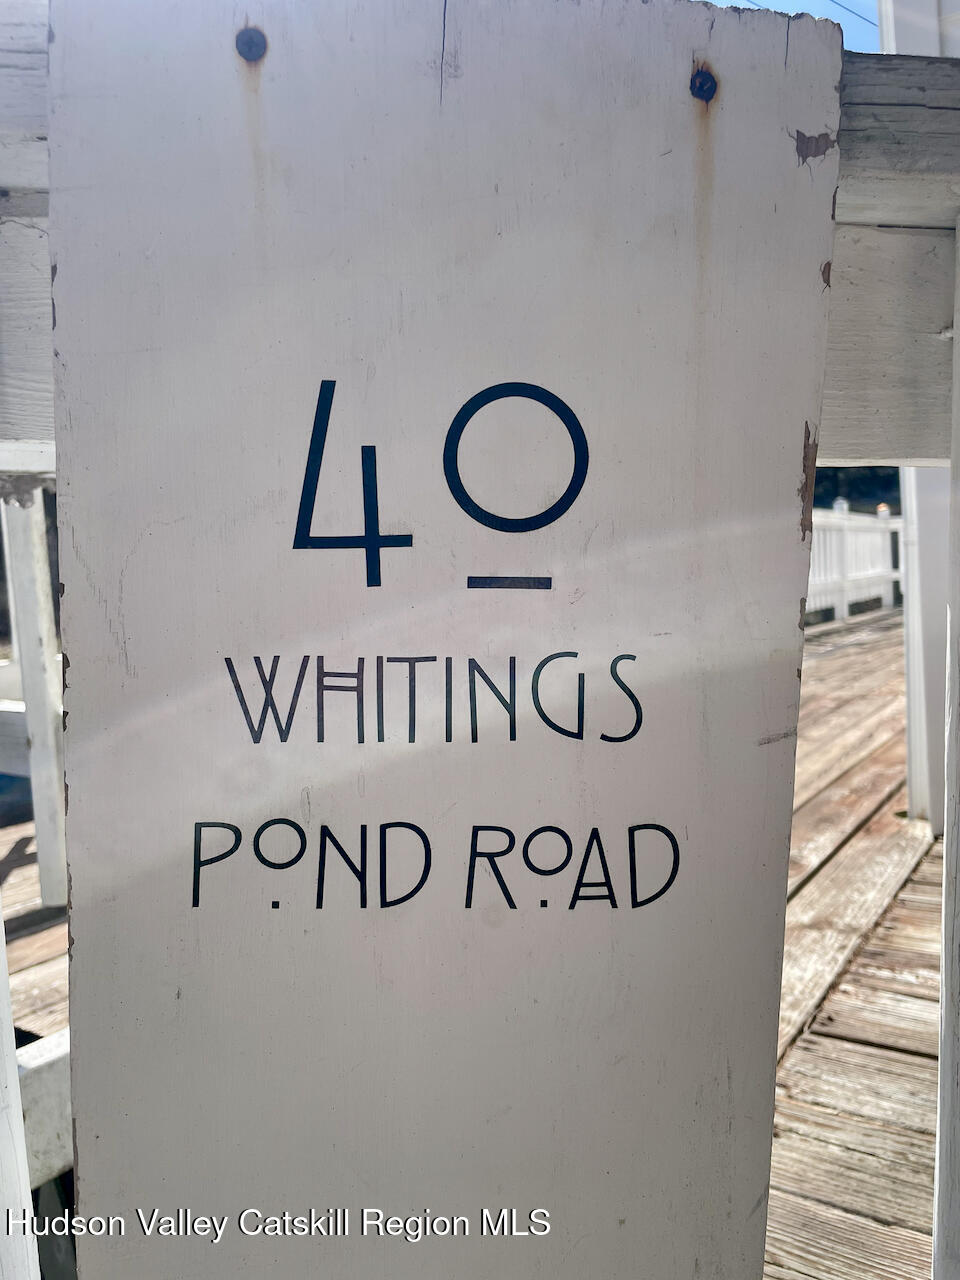 40
WHITINGS
POND ROAD
Hudson Valley Catskill Region MLS